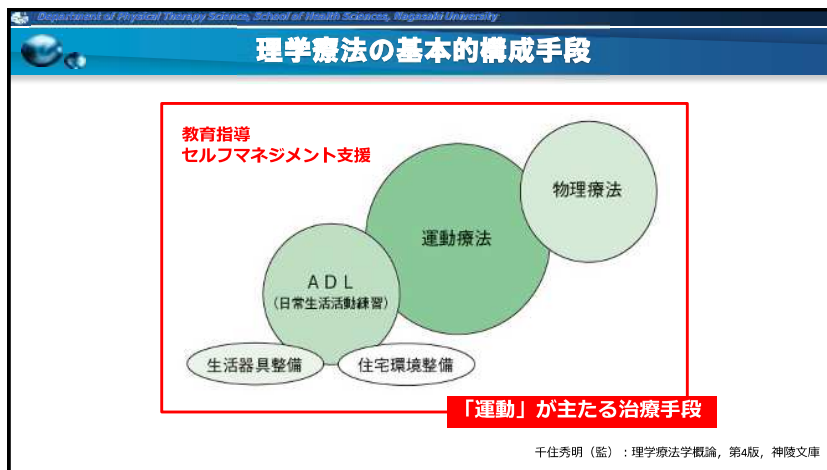 Department of Physical Therapy Science, School of Health Sciences, Nagasaki University
理学療法の基本的構成手段
教育指導
セルフマネジメント支援
物理療法
運動療法
ADL
(日常生活活動練習)
生活器具整備
住宅環境整備
「運動」が主たる治療手段
千住秀明(監):理学療法学概論,第4版,神陵文庫